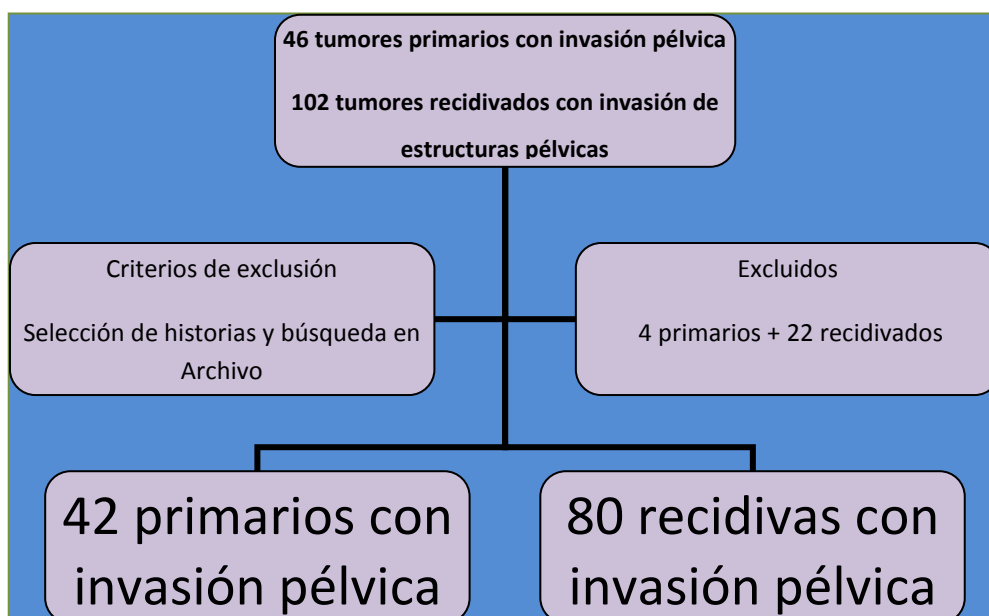 46 tumores primarios con invasión pélvica
102 tumores recidivados con invasión de
estructuras pélvicas
Criterios de exclusión
Selección de historias y búsqueda en
Archivo
Excluidos
4 primarios + 22 recidivados
42 primarios con
invasión pélvica
80 recidivas con
invasión pélvica